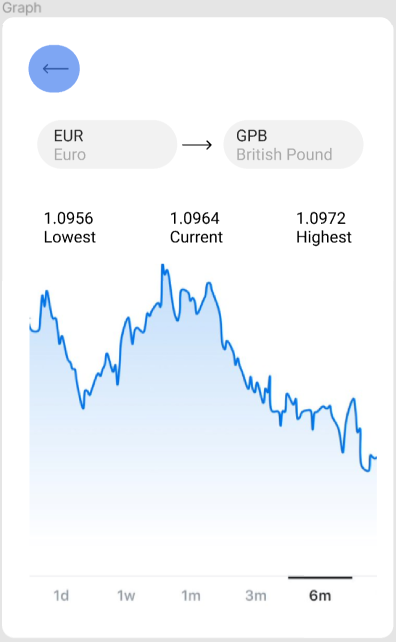 Graph
EUR
Euro
GPB
British Pound
1.0956
Lowest
1.0964
Current
1.0972
Highest
1d 1w 1m 3m 6m